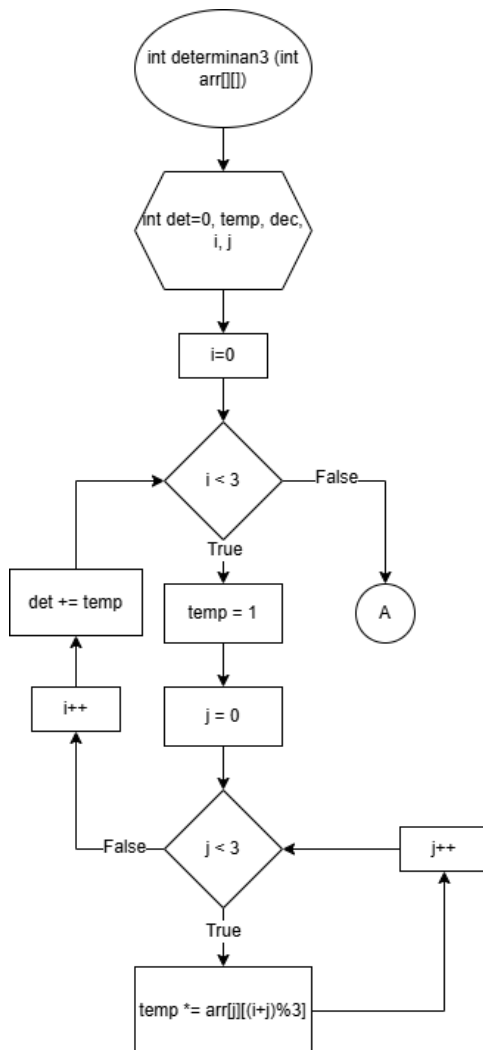 int determinan3 (int
arr[][])
int det=0, temp, dec,
i, j
i=0
i < 3
False
True
A
temp = 1
det += temp
i++
j = 0
j < 3
False
True
j++
temp *= arr[j][(i+j)%3]